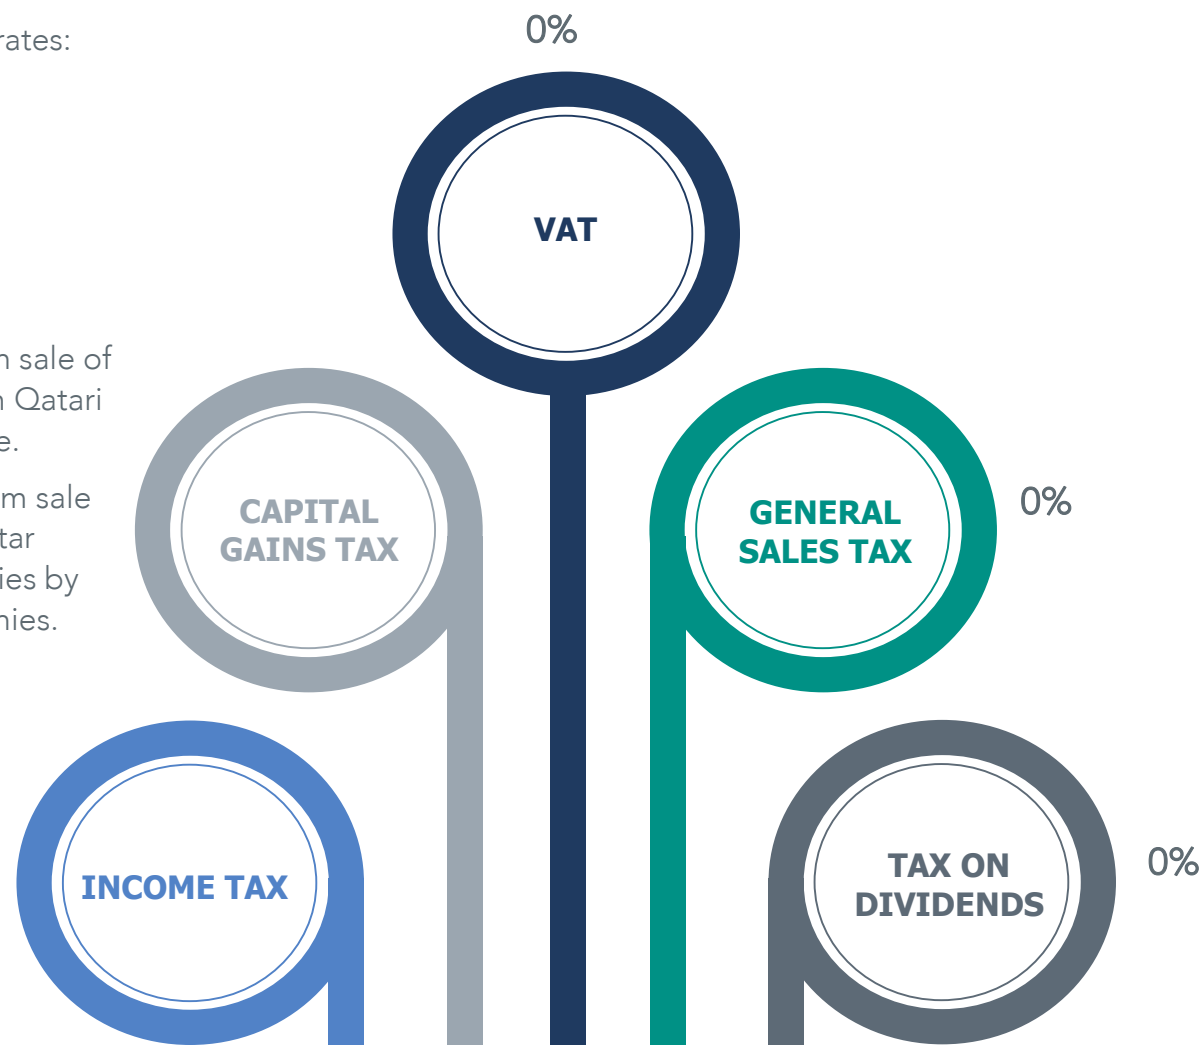 rates:
0%
VAT
sale of
Qatari
e.
m sale
tar
ies by
nies.
CAPITAL
GAINS TAX
GENERAL
SALES TAX
0%
INCOME TAX
TAX ON
DIVIDENDS
0%